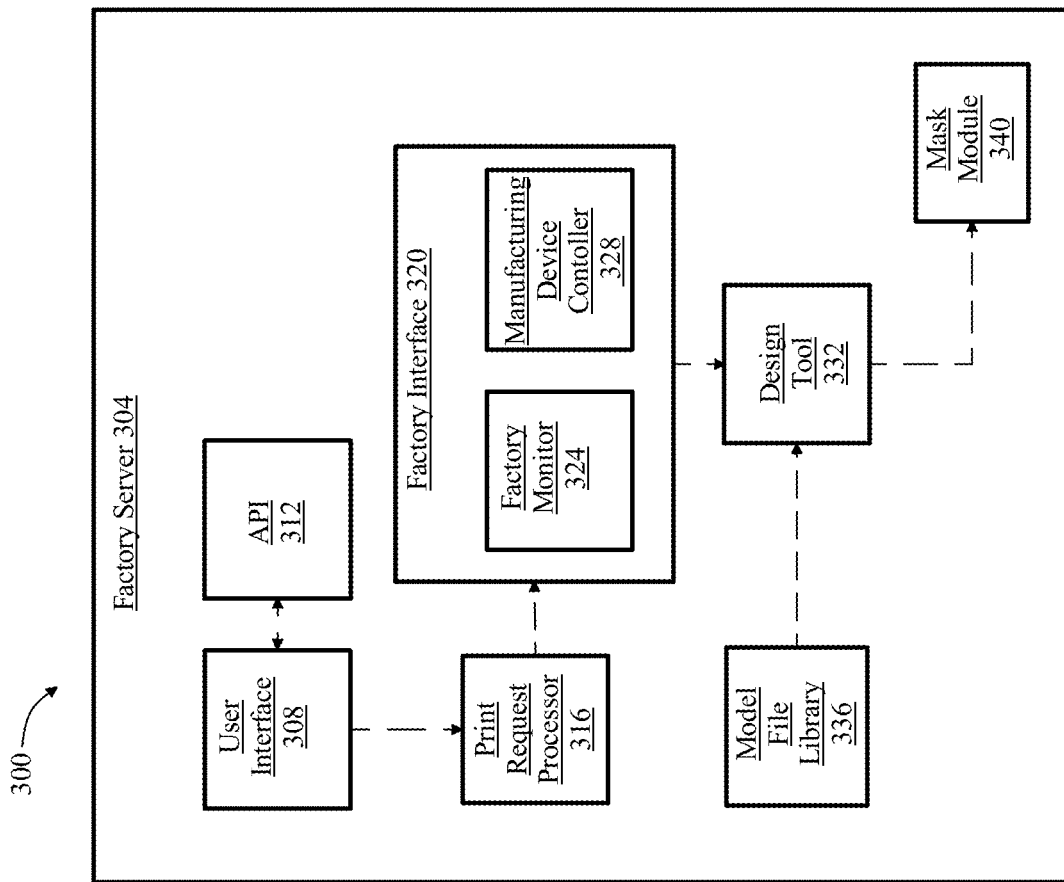 300
Factory Server 304
User
Interface
308
API
312
Print
Request
Processor
316
Factory Interface 320
Factory
Monitor
324
Manufacturing
Device
Contoller
328
Model
File
Library
336
Design
Tool
332
Mask
Module
340